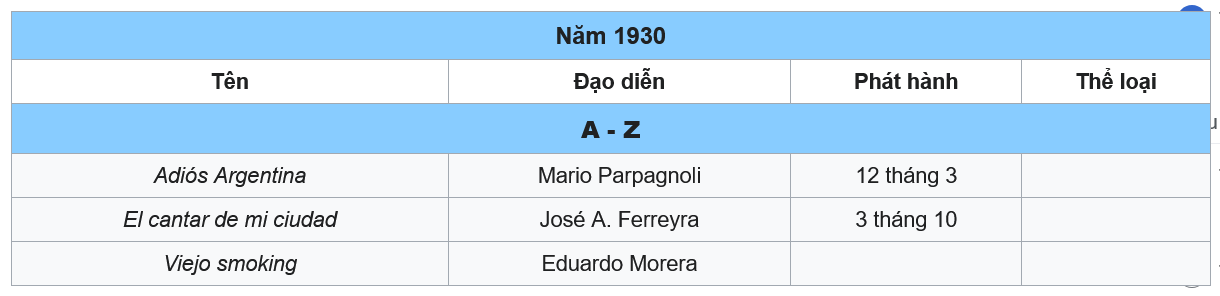 Năm 1930
Tên Đạo diễn Phát hành Thể loại
A - Z
Adiós Argentina Mario Parpagnoli 12 tháng 3
El cantar de mi ciudad José A. Ferreyra 3 tháng 10
Viejo smoking Eduardo Morera